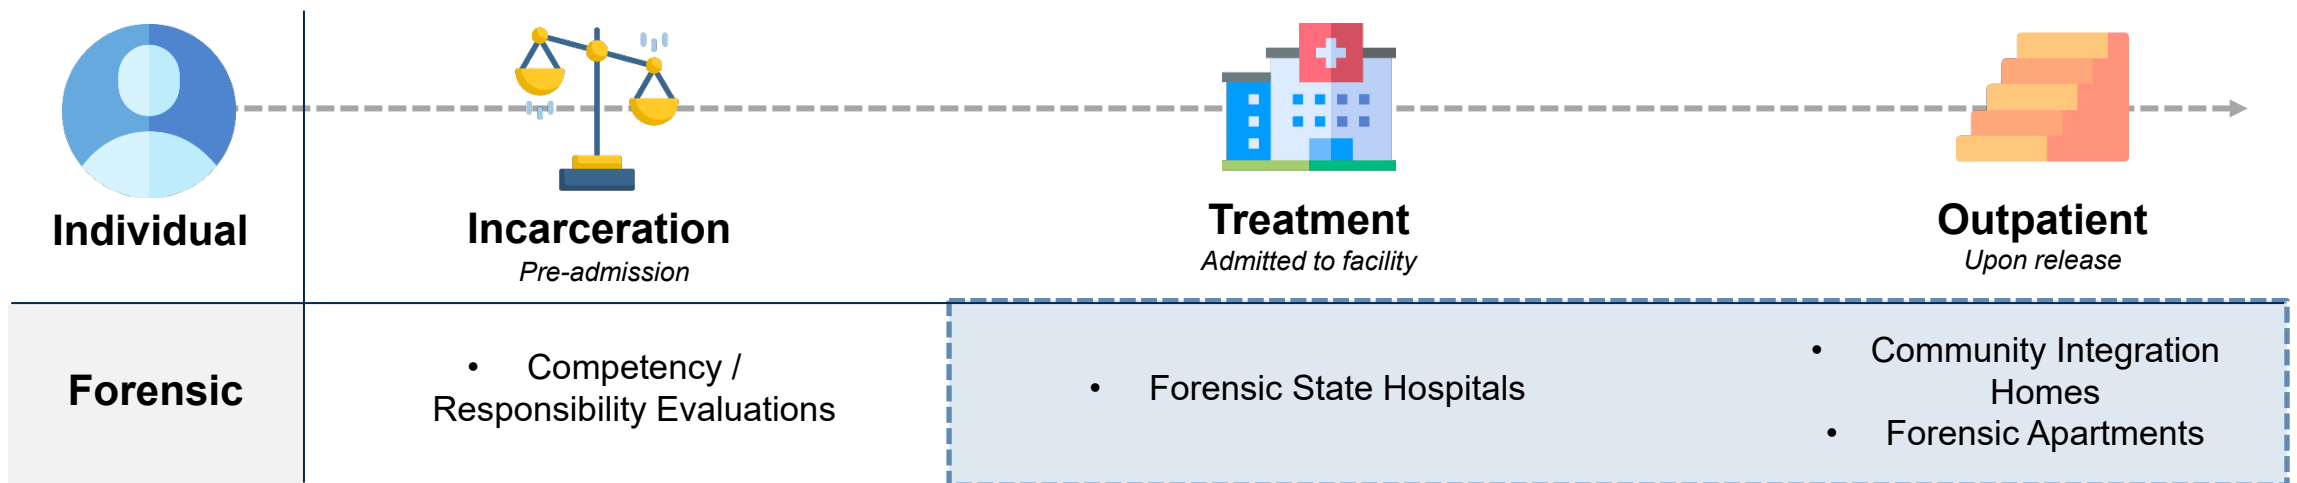 Individual
Incarceration
Pre-admission
Treatment
Admitted to facility
Outpatient
Upon release
Forensic
• Competency /
Responsibility Evaluations
• Forensic State Hospitals
• Community Integration
Homes
• Forensic Apartments